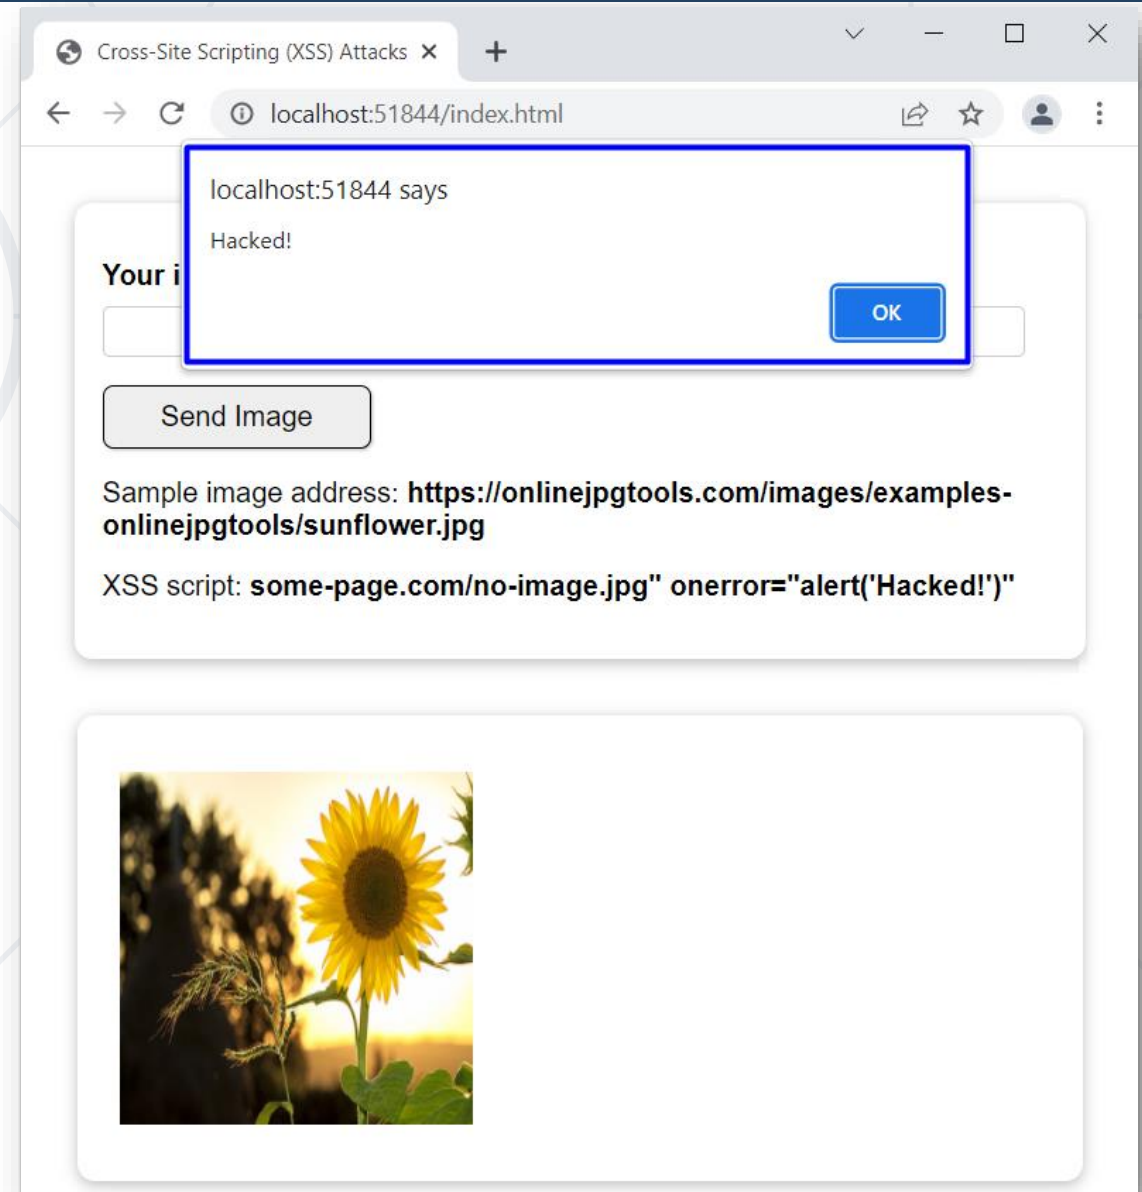 Cross-Site Scripting (XSS) Attacks
localhost:51844/index.html
localhost:51844 says
Hacked!
OK
Your i
Send Image
Sample image address: https://onlinejpgtools.com/images/examples-
onlinejpgtools/sunflower.jpg
XSS script: some-page.com/no-image.jpg" onerror="alert('Hacked!')"